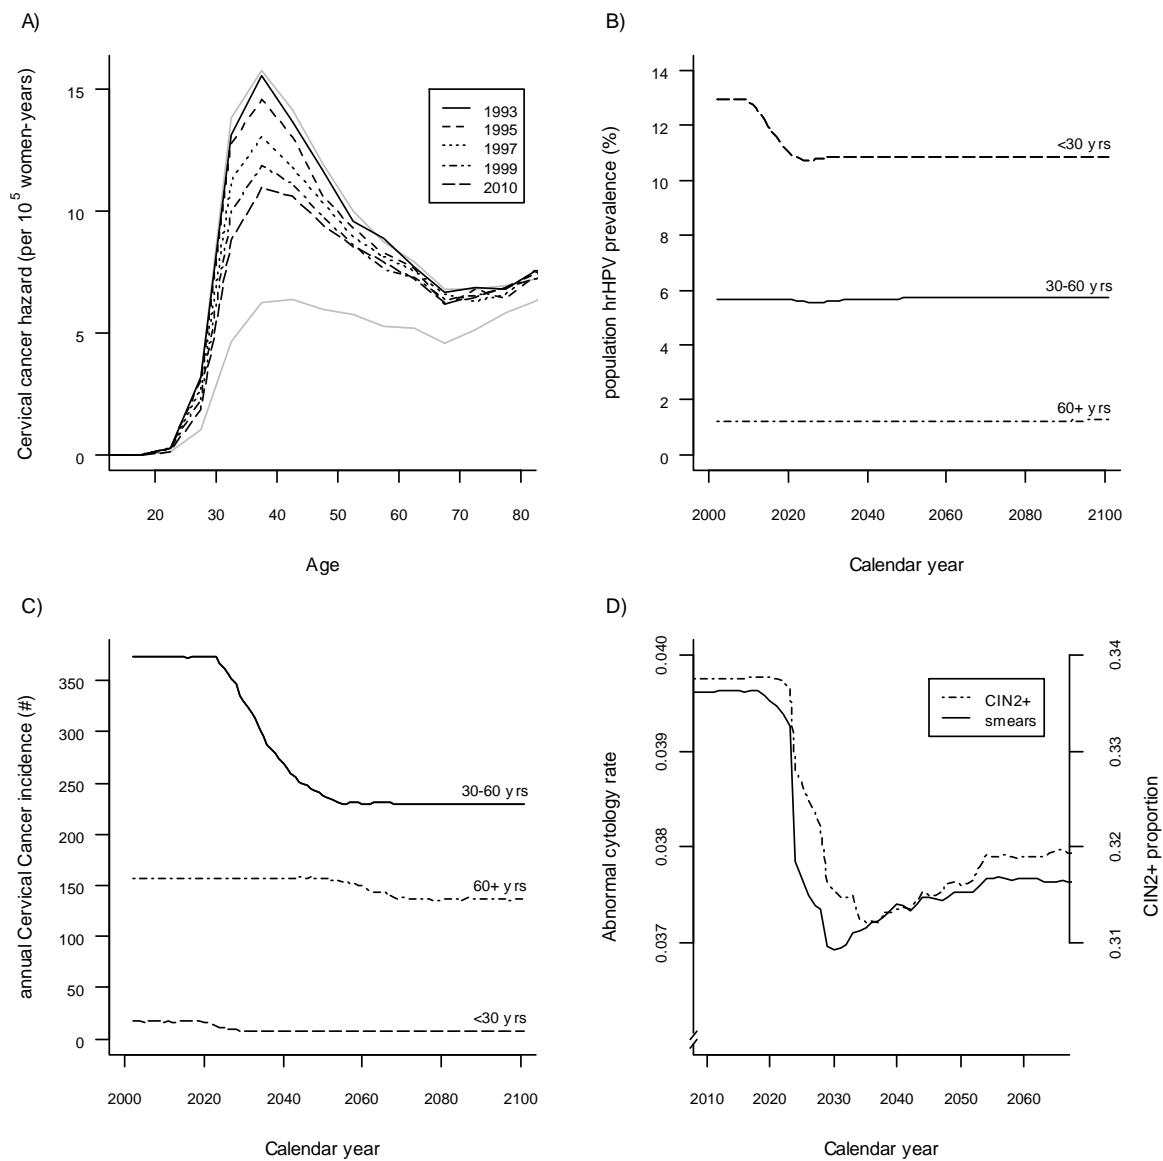 A)
Cervical cancer hazard (per 10^5 women-years)
15
10
5
0
1993
1995
1997
1999
2010
20 30 40 50 60 70 80
Age
B)
population hrHPV prevalence (%)
14
12
10
8
6
4
2
0
<30 yrs
30-60 yrs
60+ yrs
2000 2020 2040 2060 2080 2100
Calendar year
C)
annual Cervical Cancer incidence (#)
350
300
250
200
150
100
50
0
30-60 yrs
60+ yrs
<30 yrs
2000 2020 2040 2060 2080 2100
Calendar year
D)
Abnormal cytology rate
0.040
0.039
0.038
0.037
CIN2+
smears
0.34
0.33
0.32
0.31
CIN2+ proportion
2010 2020 2030 2040 2050 2060
Calendar year